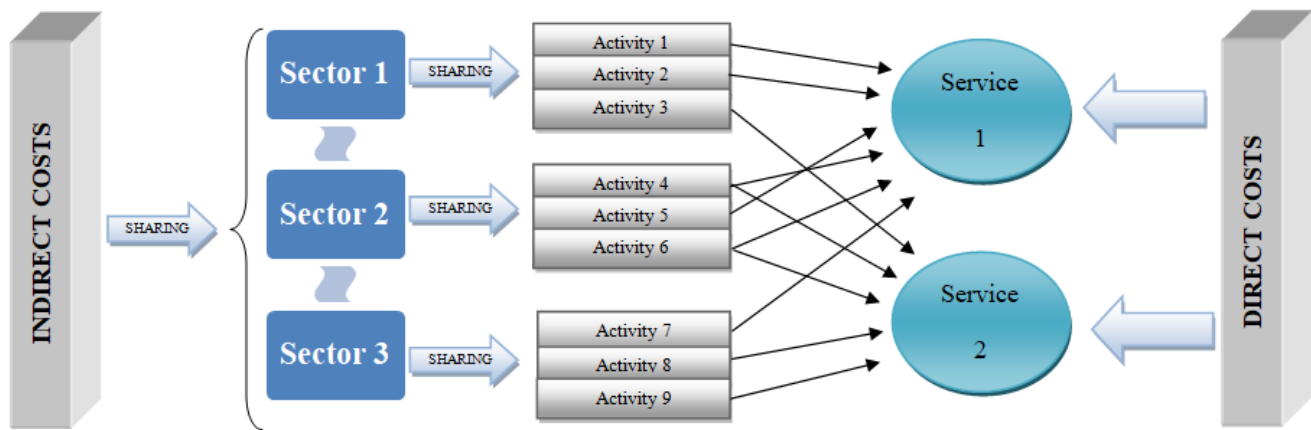 INDIRECT COSTS
SHARING
Sector 1
SHARING
Activity 1
Activity 2
Activity 3
Sector 2
SHARING
Activity 4
Activity 5
Activity 6
Sector 3
SHARING
Activity 7
Activity 8
Activity 9
Service
1
Service
2
DIRECT COSTS